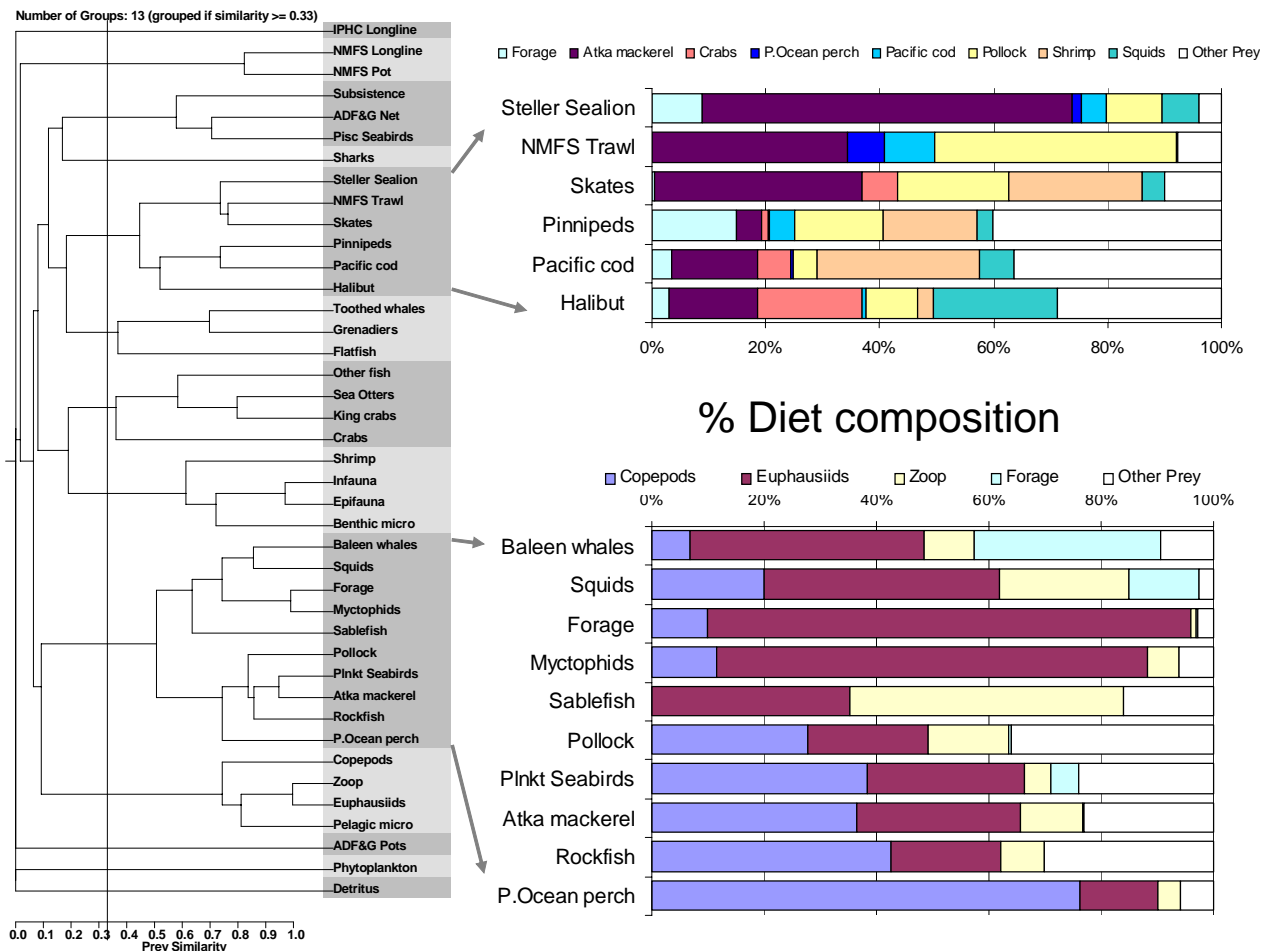 Number of Groups: 13 (grouped if similarity >= 0.33)
IPHC Longline
NMFS Longline
NMFS Pot
Subsistence
ADF&G Net
Pisc Seabirds
Sharks
Steller Sealion
NMFS Trawl
Skates
Pinnipeds
Pacific cod
Halibut
Toothed whales
Grenadiers
Flatfish
Other fish
Sea Otters
King crabs
Crabs
Shrimp
Infauna
Epifauna
Benthic micro
Baleen whales
Squids
Forage
Myctophids
Sablefish
Pollock
Plnkt Seabirds
Atka mackerel
Rockfish
P.Ocean perch
Copepods
Zoop
Euphausiids
Pelagic micro
ADF&G Pots
Phytoplankton
Detritus
0.0 0.1 0.2 0.3 0.4 0.5 0.6 0.7 0.8 0.9 1.0
Prey Similarity
Forage Atka mackerel Crabs P.Ocean perch Pacific cod Pollock Shrimp Squids Other Prey
Steller Sealion
NMFS Trawl
Skates
Pinnipeds
Pacific cod
Halibut
0% 20% 40% 60% 80% 100%
% Diet composition
Copepods Euphausiids Zoop Forage Other Prey
0% 20% 40% 60% 80% 100%
Baleen whales
Squids
Forage
Myctophids
Sablefish
Pollock
Plnkt Seabirds
Atka mackerel
Rockfish
P.Ocean perch